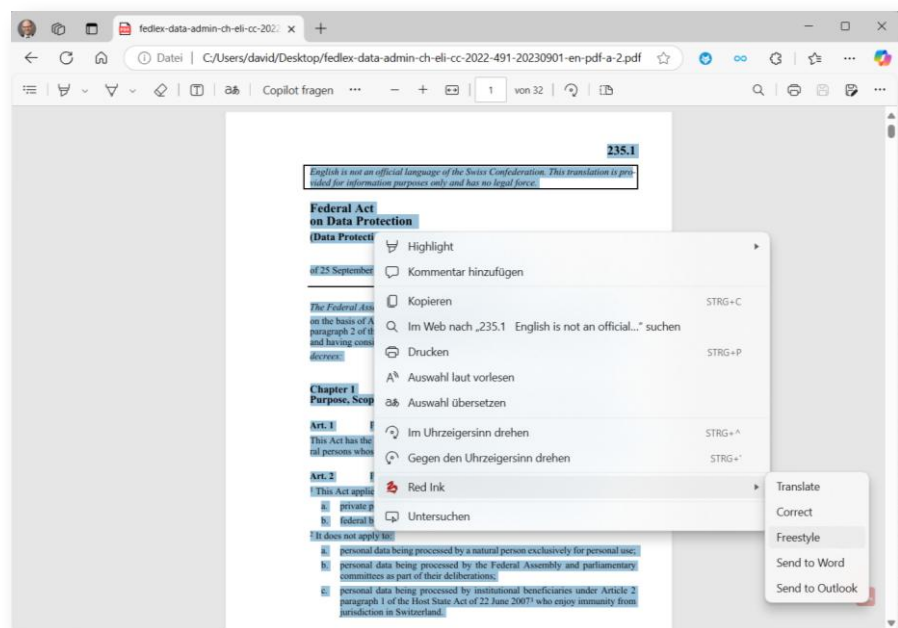 fedlex-data-admin-ch-eli-cc-202
Datei | C:/Users/david/Desktop/fedlex-data-admin-ch-eli-cc-2022-491-20230901-en-pdf-a-2.pdf
aあ Copilot fragen ··· 1 von 32
235.1
English is not an official language of the Swiss Confederation. This translation is pro-
vided for information purposes only and has no legal force.
Federal Act
on Data Protection
(Data Protecti
of 25 September
The Federal Ass
on the basis of A
paragraph 2 of th
and having consi
decrees:
Chapter 1
Purpose, Scop
Art. 1
This Act has the
ral persons whos
Art. 2
1 This Act applie
a. private p
b. federal b
2 It does not apply to:
a. personal data being processed by a natural person exclusively for personal use;
b. personal data being processed by the Federal Assembly and parliamentary
committees as part of their deliberations;
c. personal data being processed by institutional beneficiaries under Article 2
paragraph 1 of the Host State Act of 22 June 2007¹ who enjoy immunity from
jurisdiction in Switzerland.
Highlight
Kommentar hinzufügen
Kopieren STRG+C
Im Web nach „235.1 English is not an official..." suchen
Drucken STRG+P
Auswahl laut vorlesen
Auswahl übersetzen
Im Uhrzeigersinn drehen STRG+^
Gegen den Uhrzeigersinn drehen STRG+'
Red Ink
Untersuchen
Translate
Correct
Freestyle
Send to Word
Send to Outlook